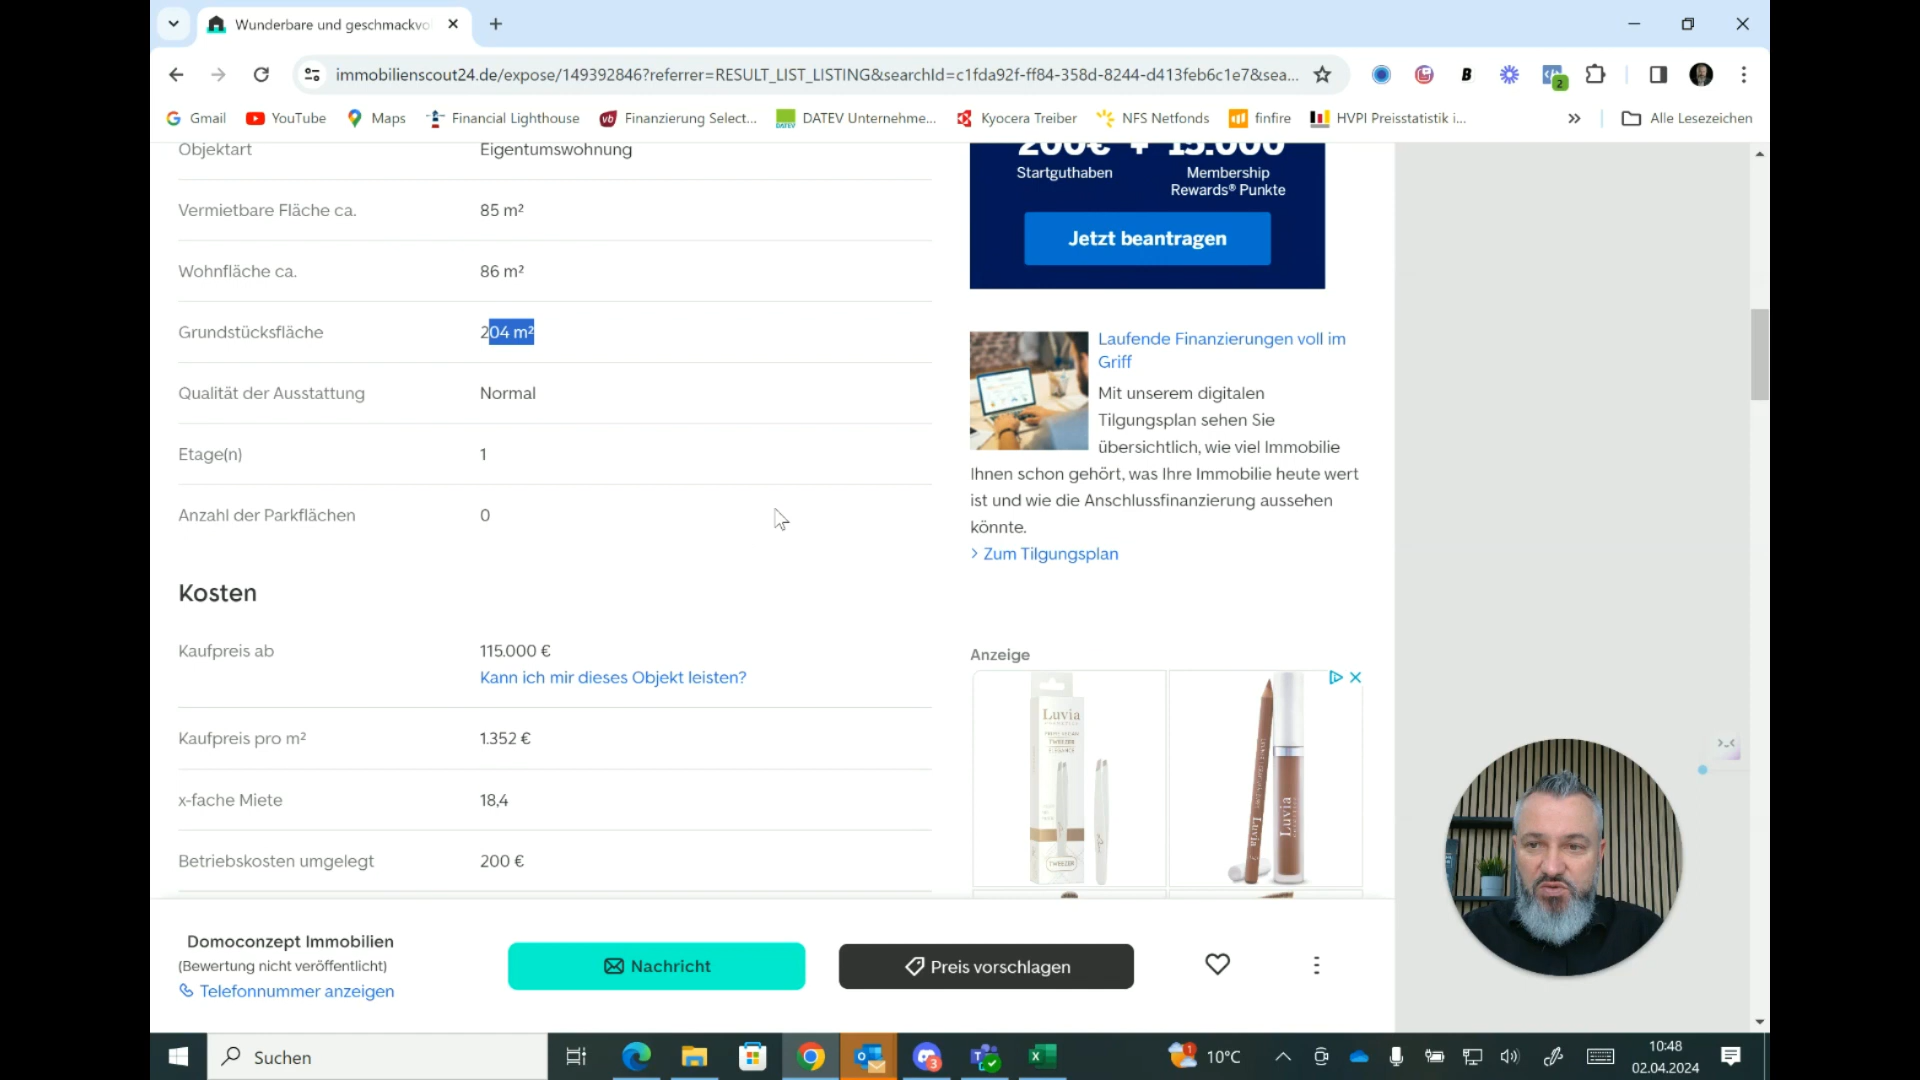 Wunderbare und geschmackvo
immobilienscout24.de/expose/149392846?referrer=RESULT_LIST_LISTING&searchId=c1fda92f-ff84-358d-8244-d413feb6c1e7&sea...
2
Gmail
YouTube
Maps
Financial Lighthouse
Finanzierung Select...
DATEV Unternehme...
Kyocera Treiber
NFS Netfonds
finfire
HVPI Preisstatistik i...
Alle Lesezeichen
Objektart Eigentumswohnung
Vermietbare Fläche ca. 85 m²
Wohnfläche ca. 86 m²
Grundstücksfläche 204 m²
Qualität der Ausstattung Normal
Etage(n) 1
Anzahl der Parkflächen 0
Kosten
Kaufpreis ab 115.000 €
Kann ich mir dieses Objekt leisten?
Kaufpreis pro m² 1.352 €
x-fache Miete 18,4
Betriebskosten umgelegt 200 €
200€ + 15.000
Startguthaben
Membership
Rewards® Punkte
Jetzt beantragen
Laufende Finanzierungen voll im
Griff
Mit unserem digitalen
Tilgungsplan sehen Sie
übersichtlich, wie viel Immobilie
Ihnen schon gehört, was Ihre Immobilie heute wert
ist und wie die Anschlussfinanzierung aussehen
könnte.
> Zum Tilgungsplan
Anzeige
Luvia
TWEEZER
Luvia
Domoconzept Immobilien
(Bewertung nicht veröffentlicht)
Telefonnummer anzeigen
Nachricht
Preis vorschlagen
Suchen
10°C
10:48
02.04.2024